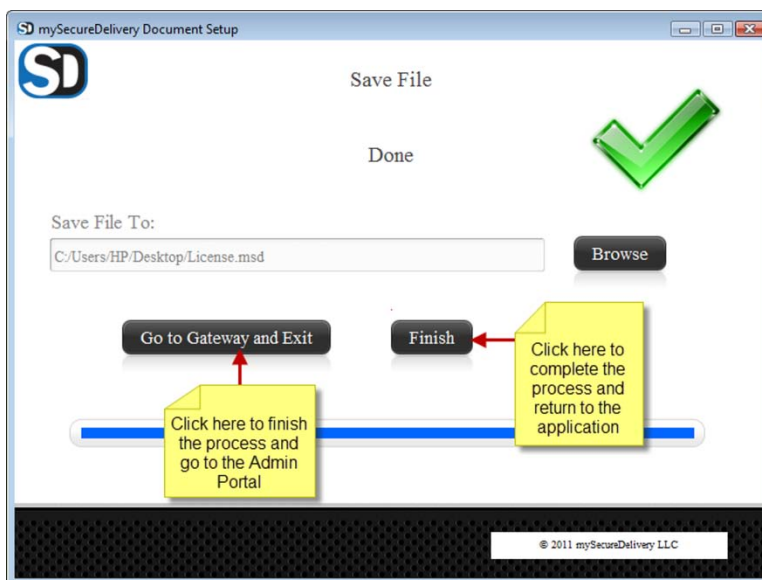 SD mySecureDelivery Document Setup
SD
Save File
Done
Save File To:
C:/Users/HP/Desktop/License.msd
Browse
Go to Gateway and Exit
Finish
Click here to
complete the
process and
return to the
application
Click here to finish
the process and
go to the Admin
Portal
© 2011 mySecureDelivery LLC